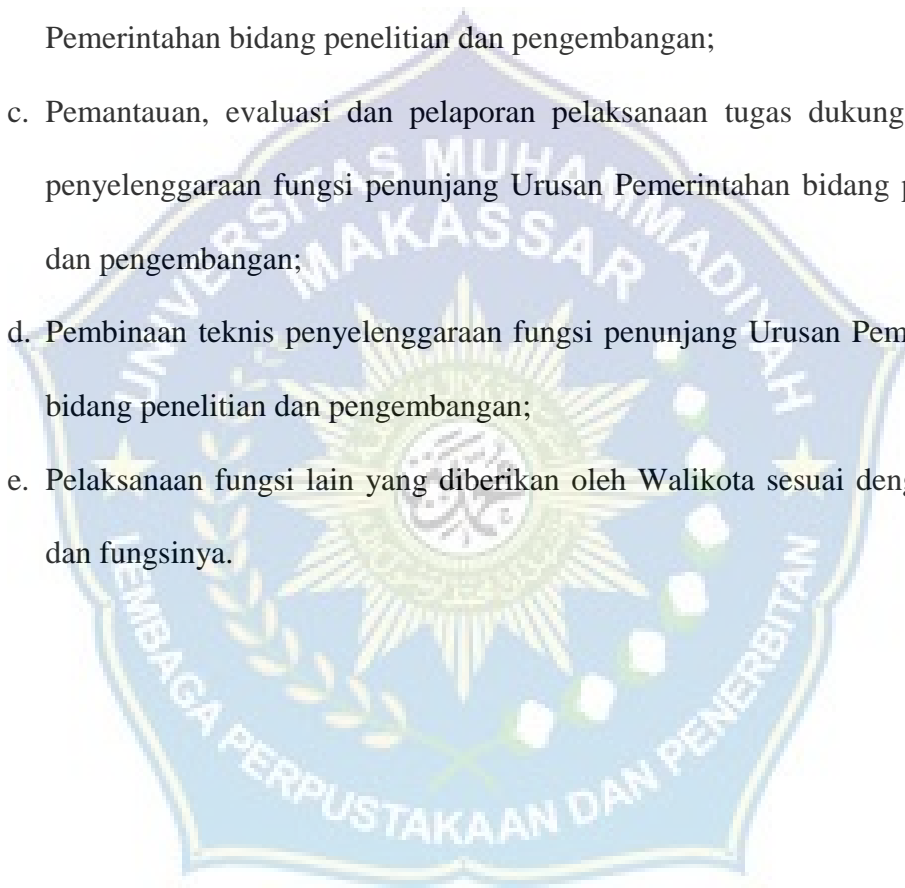 Pemerintahan bidang penelitian dan pengembangan;
c. Pemantauan, evaluasi dan pelaporan pelaksanaan tugas dukung
penyelenggaraan fungsi penunjang Urusan Pemerintahan bidang p
dan pengembangan;
d. Pembinaan teknis penyelenggaraan fungsi penunjang Urusan Pem
bidang penelitian dan pengembangan;
e. Pelaksanaan fungsi lain yang diberikan oleh Walikota sesuai deng
dan fungsinya.
UNIVERSITAS MUHAMMADIYAH
MAKASSAR
LEMBAGA PERPUSTAKAAN DAN PENERBITAN